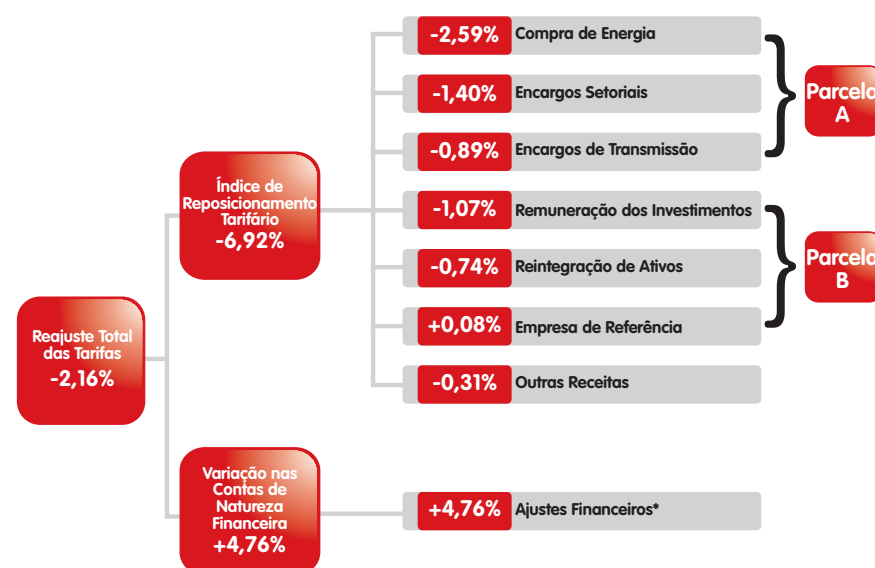 -2,59% Compra de Energia
-1,40% Encargos Setoriais
-0,89% Encargos de Transmissão
Parcela
A
Índice de
Reposicionamento
Tarifário
-6,92%
-1,07% Remuneração dos Investimentos
-0,74% Reintegração de Ativos
+0,08% Empresa de Referência
Parcela
B
-0,31% Outras Receitas
Reajuste Total
das Tarifas
-2,16%
Variação nas
Contas de
Natureza
Financeira
+4,76%
+4,76% Ajustes Financeiros*